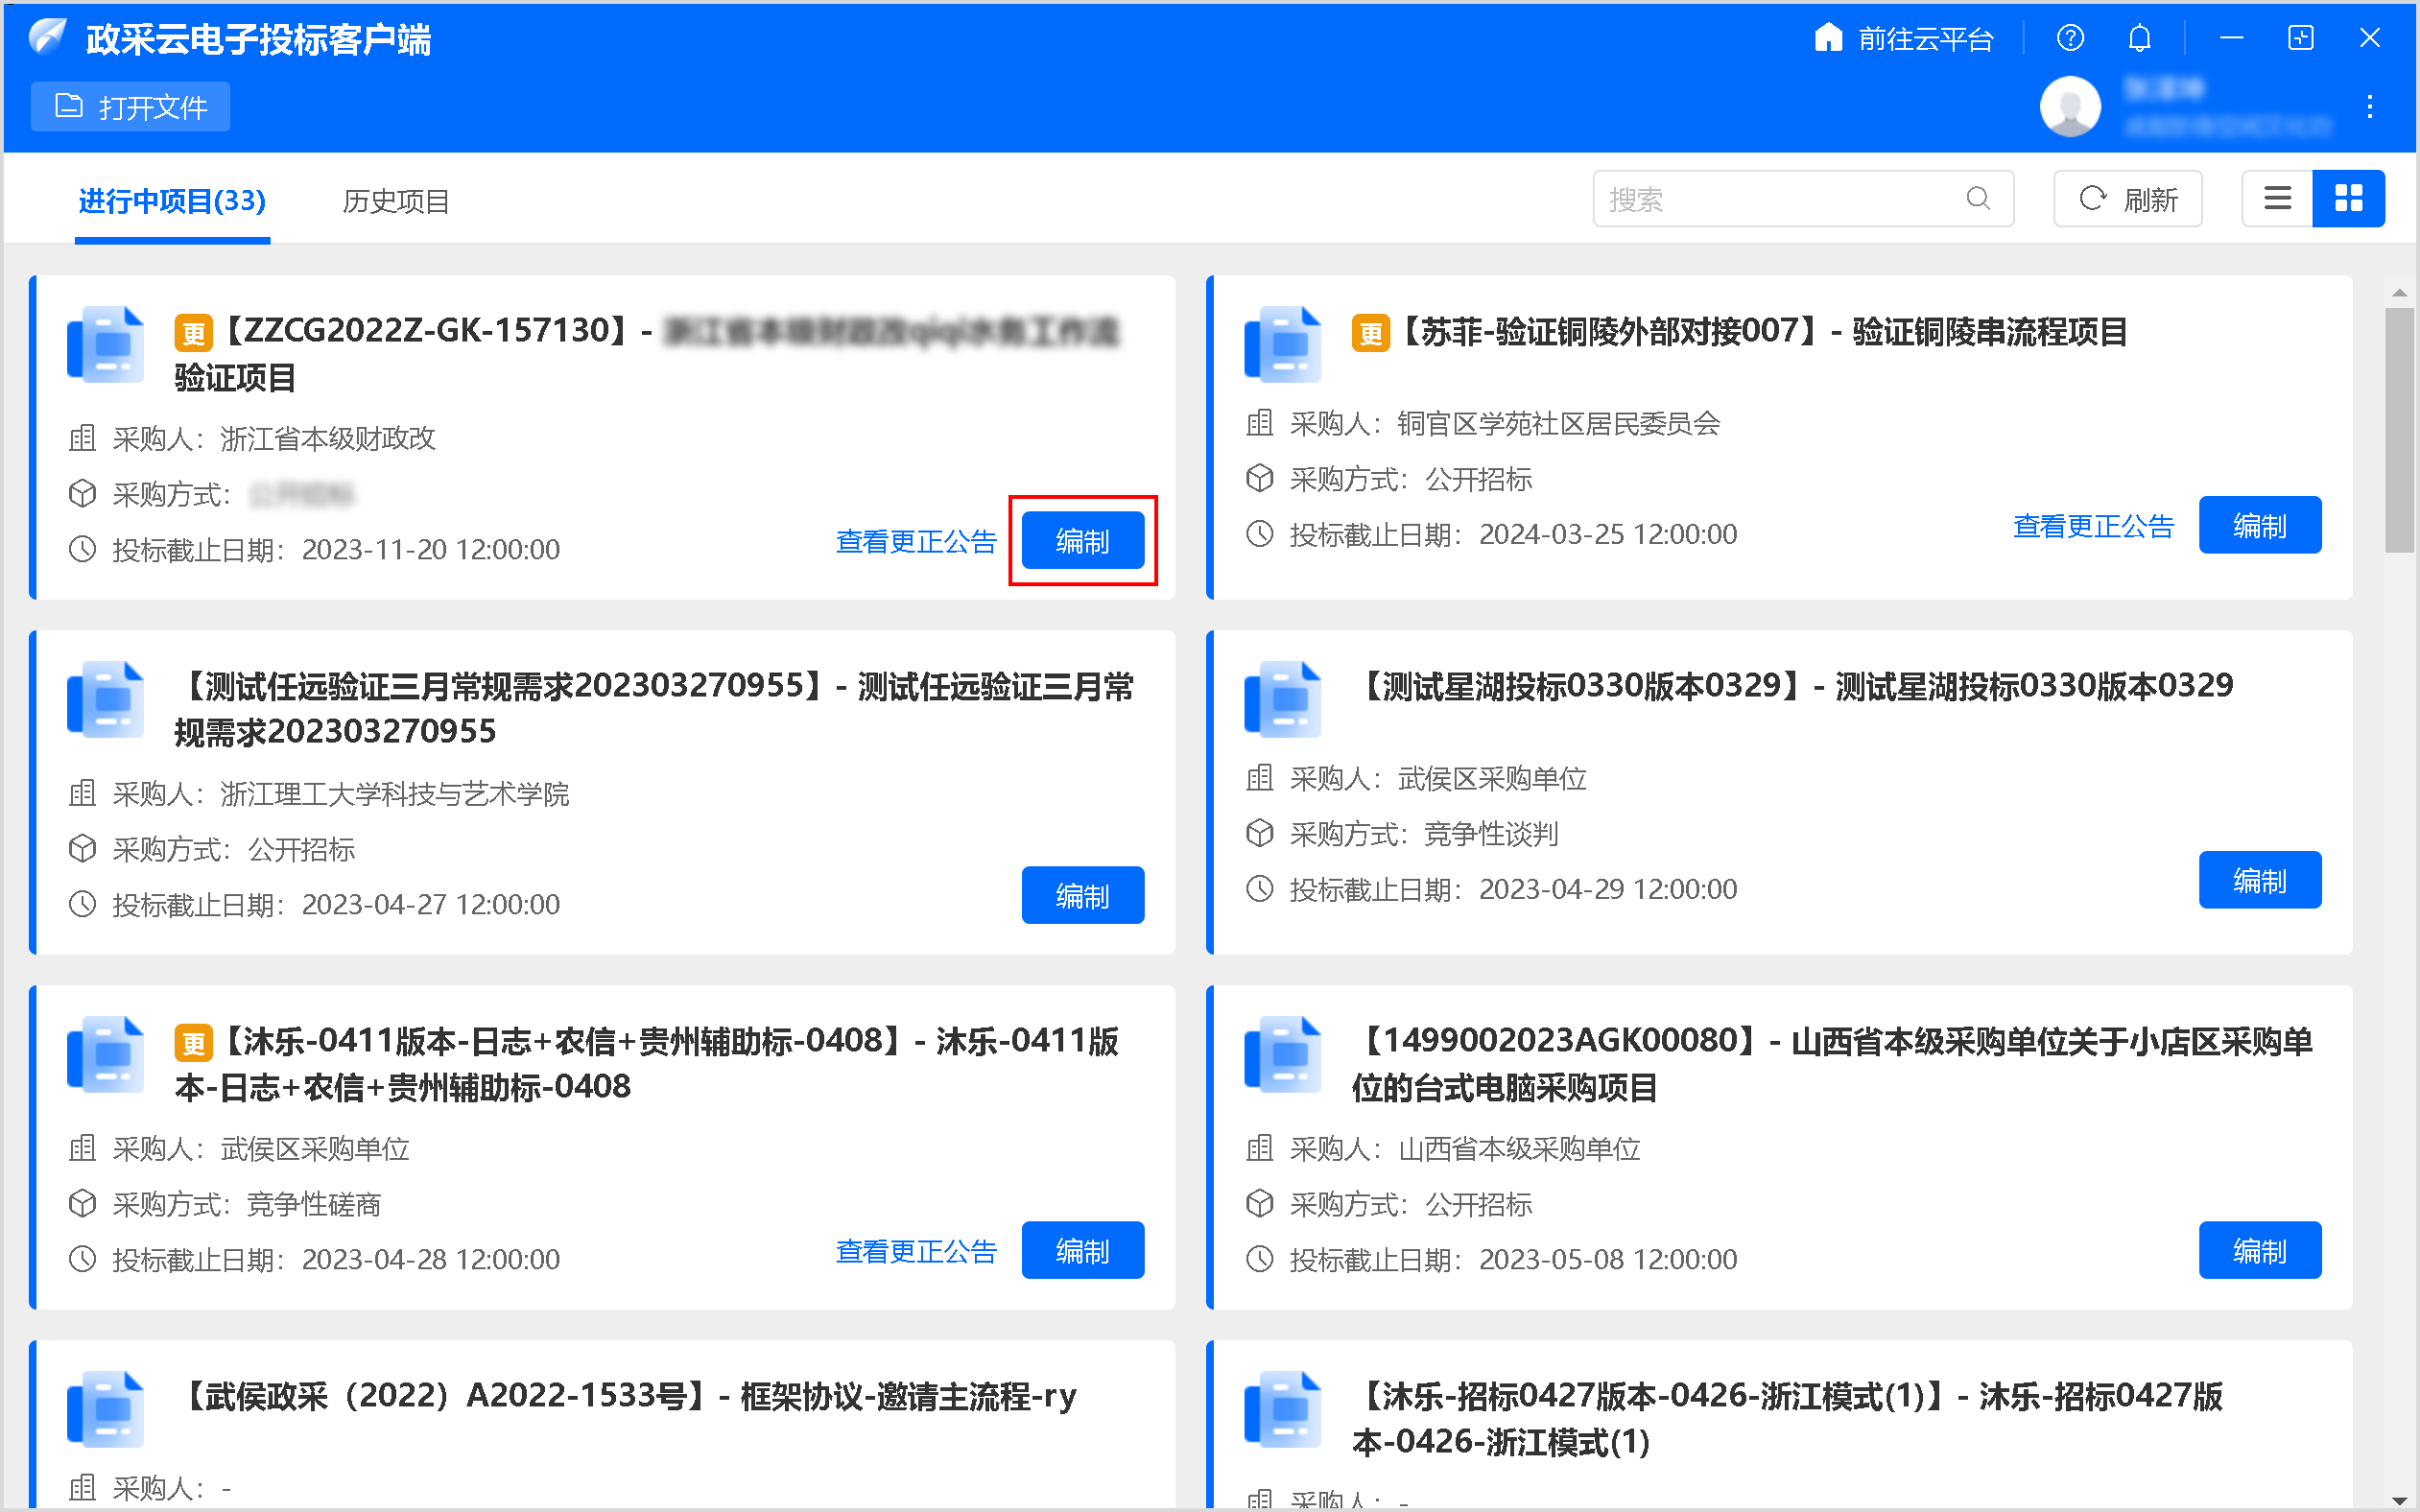 政采云电子投标客户端
前往云平台
打开文件
进行中项目(33)
历史项目
搜索
刷新
更【ZZCG2022Z-GK-157130】-
验证项目
采购人：浙江省本级财政改
采购方式：
投标截止日期：2023-11-20 12:00:00
查看更正公告
编制
更【苏菲-验证铜陵外部对接007】- 验证铜陵串流程项目
采购人：铜官区学苑社区居民委员会
采购方式：公开招标
投标截止日期：2024-03-25 12:00:00
查看更正公告
编制
【测试任远验证三月常规需求202303270955】- 测试任远验证三月常
规需求202303270955
采购人：浙江理工大学科技与艺术学院
采购方式：公开招标
投标截止日期：2023-04-27 12:00:00
编制
【测试星湖投标0330版本0329】- 测试星湖投标0330版本0329
采购人：武侯区采购单位
采购方式：竞争性谈判
投标截止日期：2023-04-29 12:00:00
编制
更【沐乐-0411版本-日志+农信+贵州辅助标-0408】- 沐乐-0411版
本-日志+农信+贵州辅助标-0408
采购人：武侯区采购单位
采购方式：竞争性磋商
投标截止日期：2023-04-28 12:00:00
查看更正公告
编制
【1499002023AGK00080】- 山西省本级采购单位关于小店区采购单
位的台式电脑采购项目
采购人：山西省本级采购单位
采购方式：公开招标
投标截止日期：2023-05-08 12:00:00
编制
【武侯政采（2022）A2022-1533号】- 框架协议-邀请主流程-ry
采购人：-
【沐乐-招标0427版本-0426-浙江模式(1)】- 沐乐-招标0427版
本-0426-浙江模式(1)
采购人：-